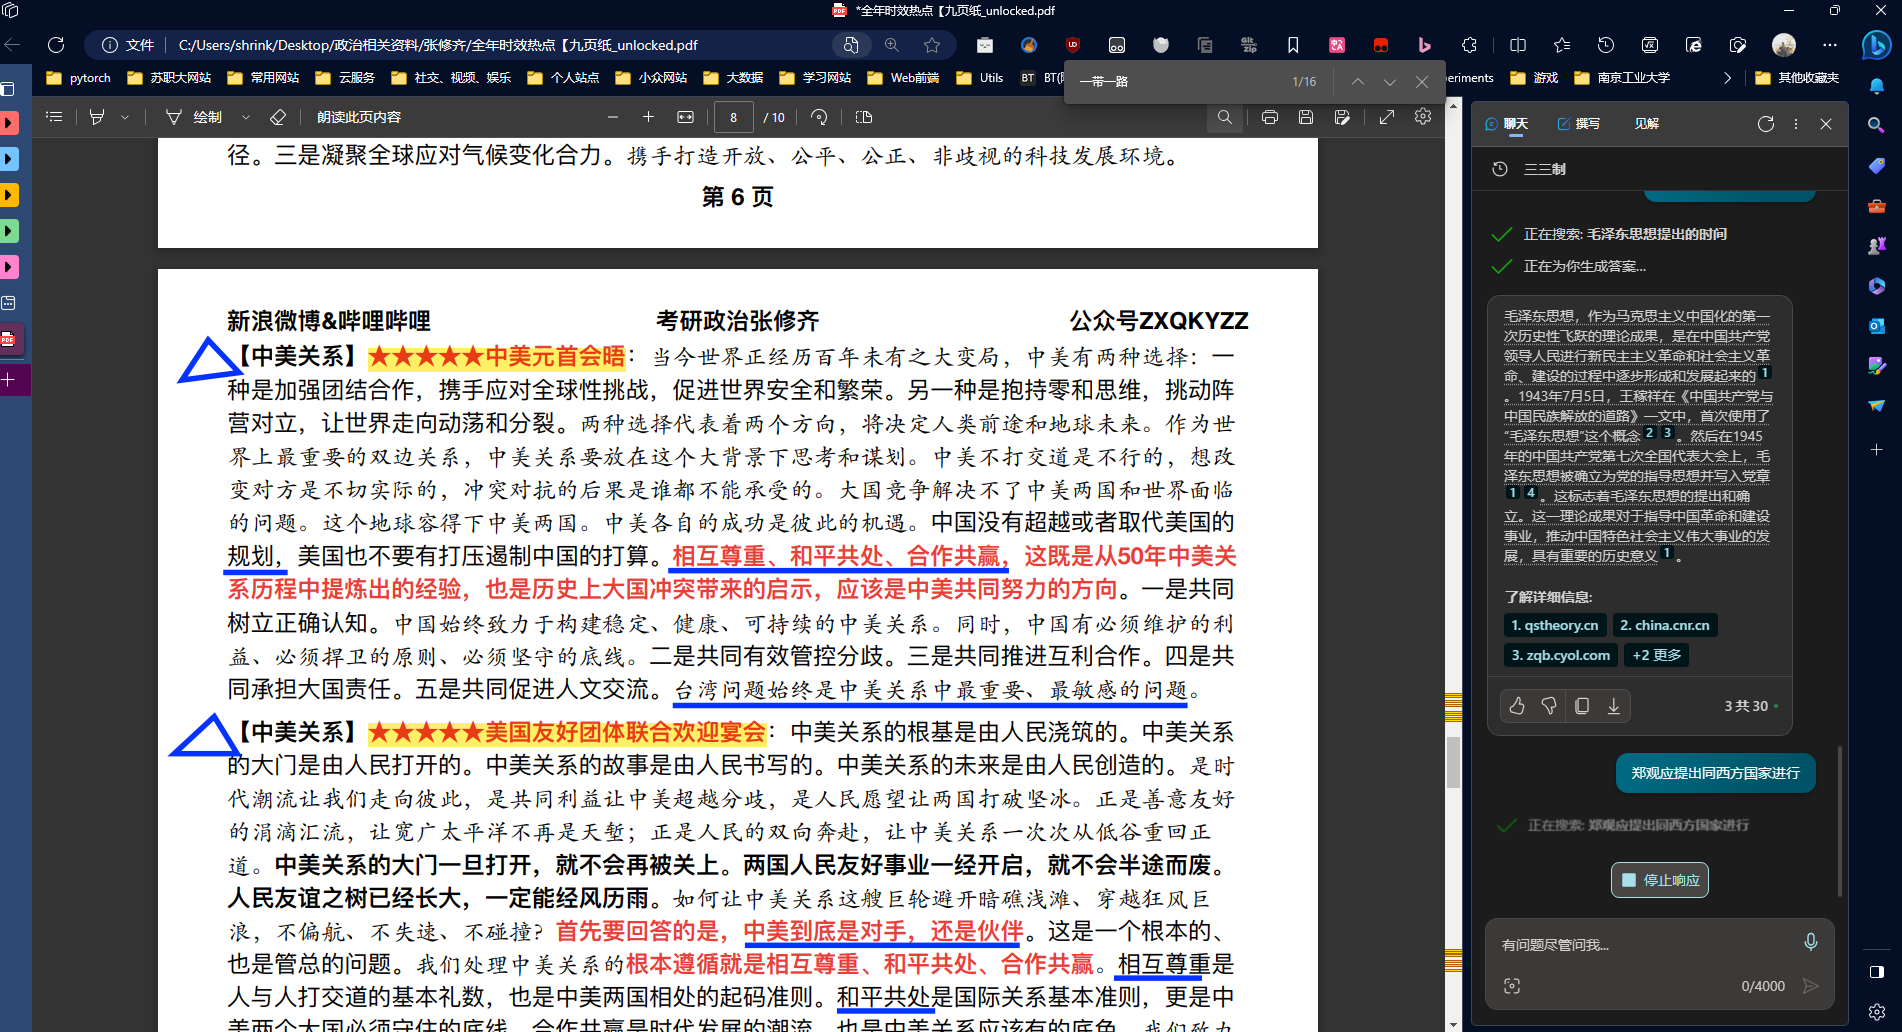 *全年时效热点【九页纸_unlocked.pdf
文件 C:/Users/shrink/Desktop/政治相关资料/张修齐/全年时效热点【九页纸_unlocked.pdf
pytorch 苏职大网站 常用网站 云服务 社交、视频、娱乐 个人站点 小众网站 大数据 学习网站 Web前端 Utils BT(
eriments 游戏 南京工业大学 其他收藏夹
一带一路 1/16
绘制 朗读此页内容 8 / 10
径。三是凝聚全球应对气候变化合力。携手打造开放、公平、公正、非歧视的科技发展环境。
第 6 页
新浪微博&哔哩哔哩 考研政治张修齐 公众号ZXQKYZZ
【中美关系】★★★★★中美元首会晤：当今世界正经历百年未有之大变局，中美有两种选择：一
种是加强团结合作，携手应对全球性挑战，促进世界安全和繁荣。另一种是抱持零和思维，挑动阵
营对立，让世界走向动荡和分裂。两种选择代表着两个方向，将决定人类前途和地球未来。作为世
界上最重要的双边关系，中美关系要放在这个大背景下思考和谋划。中美不打交道是不行的，想改
变对方是不切实际的，冲突对抗的后果是谁都不能承受的。大国竞争解决不了中美两国和世界面临
的问题。这个地球容得下中美两国。中美各自的成功是彼此的机遇。中国没有超越或者取代美国的
规划，美国也不要有打压遏制中国的打算。相互尊重、和平共处、合作共赢，这既是从50年中美关
系历程中提炼出的经验，也是历史上大国冲突带来的启示，应该是中美共同努力的方向。一是共同
树立正确认知。中国始终致力于构建稳定、健康、可持续的中美关系。同时，中国有必须维护的利
益、必须捍卫的原则、必须坚守的底线。二是共同有效管控分歧。三是共同推进互利合作。四是共
同承担大国责任。五是共同促进人文交流。台湾问题始终是中美关系中最重要、最敏感的问题。
【中美关系】★★★★★美国友好团体联合欢迎宴会：中美关系的根基是由人民浇筑的。中美关系
的大门是由人民打开的。中美关系的故事是由人民书写的。中美关系的未来是由人民创造的。是时
代潮流让我们走向彼此，是共同利益让中美超越分歧，是人民愿望让两国打破坚冰。正是善意友好
的涓滴汇流，让宽广太平洋不再是天堑；正是人民的双向奔赴，让中美关系一次次从低谷重回正
道。中美关系的大门一旦打开，就不会再被关上。两国人民友好事业一经开启，就不会半途而废。
人民友谊之树已经长大，一定能经风历雨。如何让中美关系这艘巨轮避开暗礁浅滩、穿越狂风巨
浪，不偏航、不失速、不碰撞？首先要回答的是，中美到底是对手，还是伙伴。这是一个根本的、
也是管总的问题。我们处理中美关系的根本遵循就是相互尊重、和平共处、合作共赢。相互尊重是
人与人打交道的基本礼数，也是中美两国相处的起码准则。和平共处是国际关系基本准则，更是中
美两个大国必须守住的底线。合作共赢是时代发展的潮流，也是中美关系应该有的底色。我们致力
聊天 撰写 见解
三三制
正在搜索: 毛泽东思想提出的时间
正在为你生成答案...
毛泽东思想，作为马克思主义中国化的第一
次历史性飞跃的理论成果，是在中国共产党
领导人民进行新民主主义革命和社会主义革
命、建设的过程中逐步形成和发展起来的 1
。1943年7月5日，王稼祥在《中国共产党与
中国民族解放的道路》一文中，首次使用了
“毛泽东思想”这个概念 2 3 。然后在1945
年的中国共产党第七次全国代表大会上，毛
泽东思想被确立为党的指导思想并写入党章
1 4 。这标志着毛泽东思想的提出和确
立。这一理论成果对于指导中国革命和建设
事业，推动中国特色社会主义伟大事业的发
展，具有重要的历史意义 1 。
了解详细信息:
1. qstheory.cn 2. china.cnr.cn
3. zqb.cyol.com +2 更多
3 共 30
郑观应提出同西方国家进行
正在搜索: 郑观应提出同西方国家进行
停止响应
有问题尽管问我...
0/4000